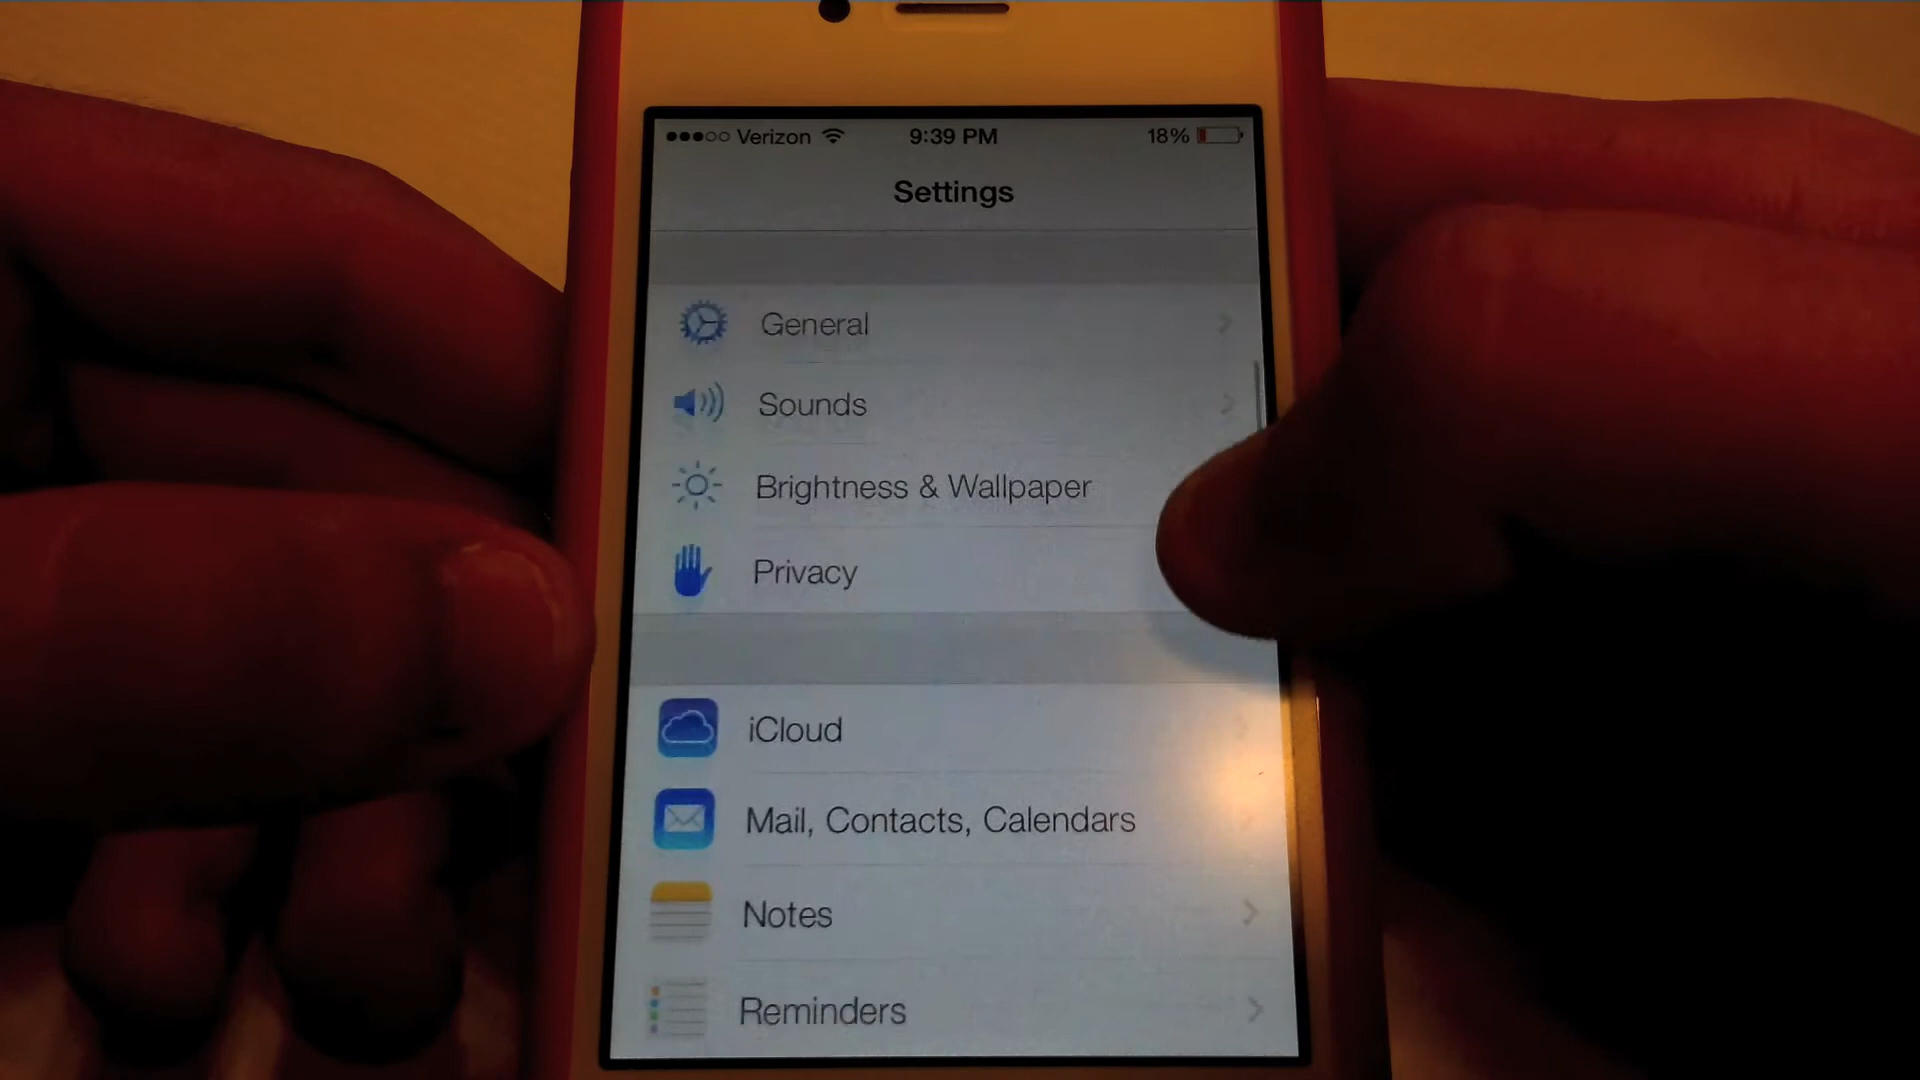 Verizon 9:39 PM 18%
Settings
General
Sounds
Brightness & Wallpaper
Privacy
iCloud
Mail, Contacts, Calendars
Notes
Reminders